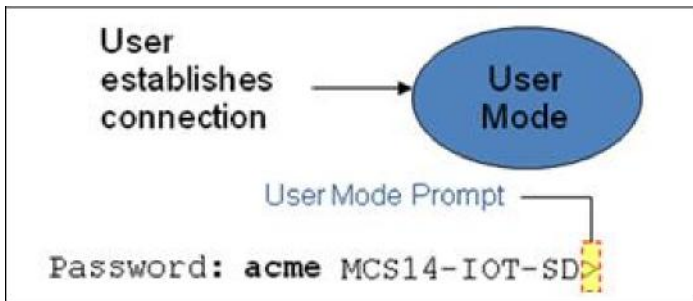 User
establishes
connection
User
Mode
User Mode Prompt
Password: acme MCS14-IOT-SD>